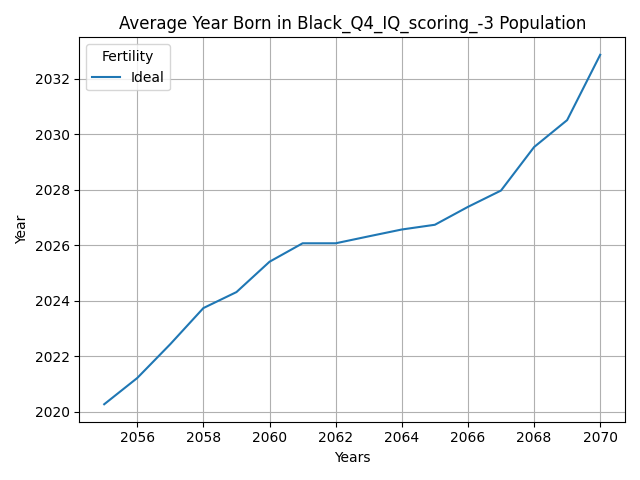 Average Year Born in Black_Q4_IQ_scoring_-3 Population
Fertility
Ideal
2032
2030
2028
2026
2024
2022
2020
Year
2056 2058 2060 2062 2064 2066 2068 2070
Years